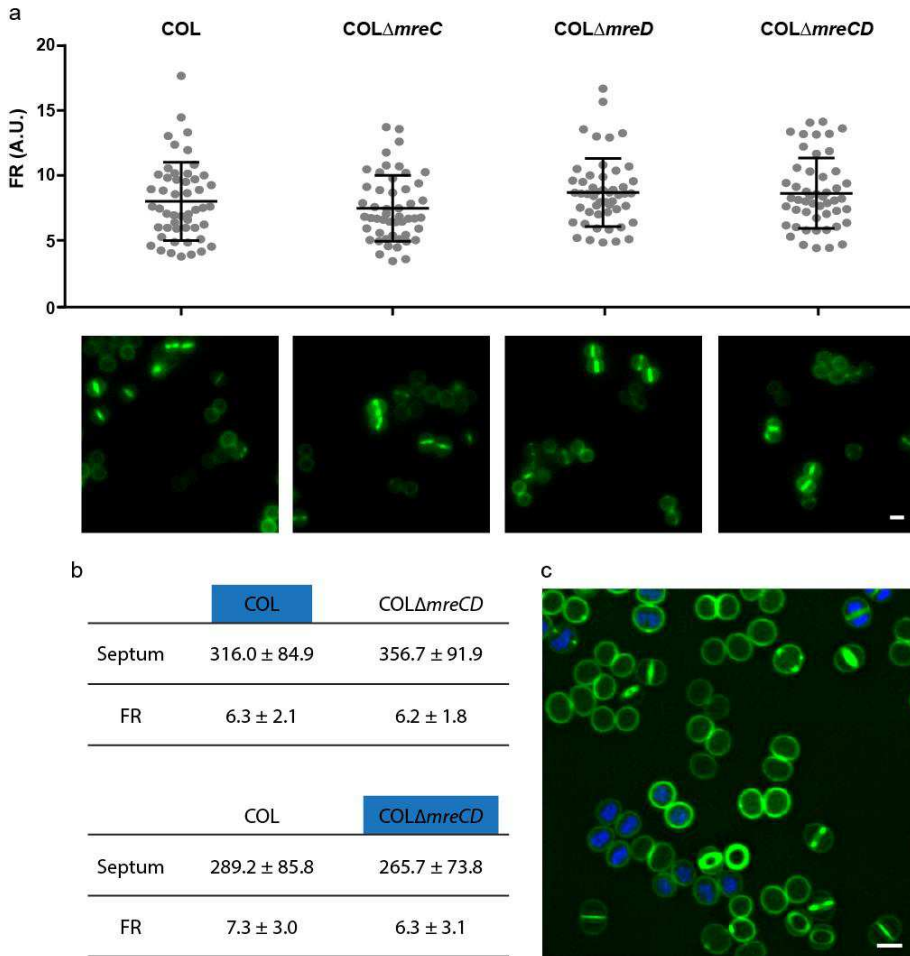 a
COL COLΔmreC COLΔmreD COLΔmreCD
20
15
10
5
0
FR (A.U.)
b
COL COLΔmreCD
Septum 316.0 ± 84.9 356.7 ± 91.9
FR 6.3 ± 2.1 6.2 ± 1.8
COL COLΔmreCD
Septum 289.2 ± 85.8 265.7 ± 73.8
FR 7.3 ± 3.0 6.3 ± 3.1
c